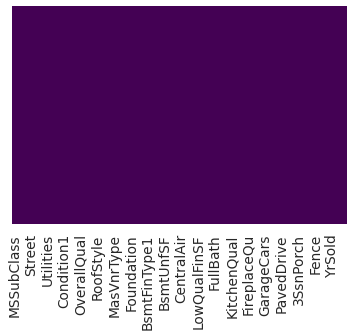 MSSubClass
Street
Utilities
Condition1
OverallQual
RoofStyle
MasVnrType
Foundation
BsmtFinType1
BsmtUnfSF
CentralAir
LowQualFinSF
FullBath
KitchenQual
FireplaceQu
GarageCars
PavedDrive
3SsnPorch
Fence
YrSold